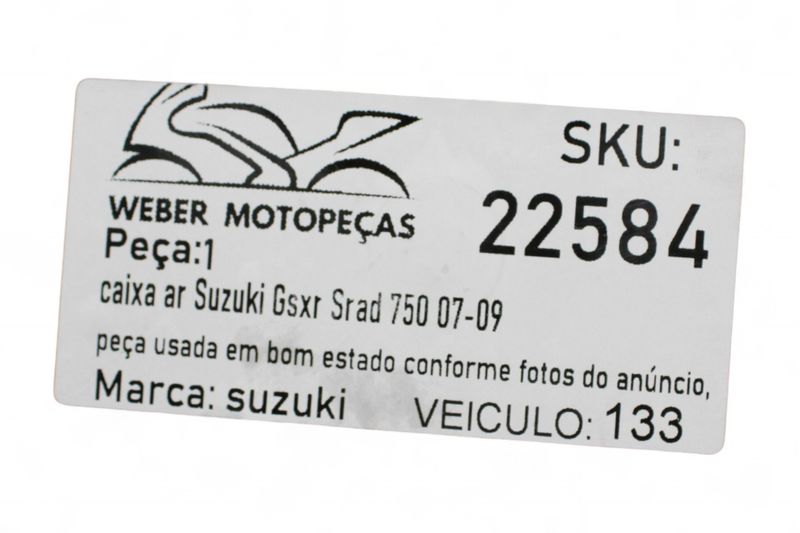 WEBER MOTOPEÇAS
SKU:
22584
Peça:1
caixa ar Suzuki Gsxr Srad 750 07-09
peça usada em bom estado conforme fotos do anúncio,
Marca: suzuki
VEICULO: 133